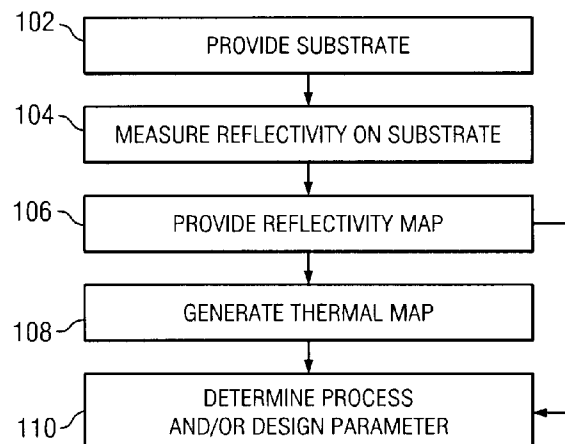 102
PROVIDE SUBSTRATE
104
MEASURE REFLECTIVITY ON SUBSTRATE
106
PROVIDE REFLECTIVITY MAP
108
GENERATE THERMAL MAP
110
DETERMINE PROCESS
AND/OR DESIGN PARAMETER